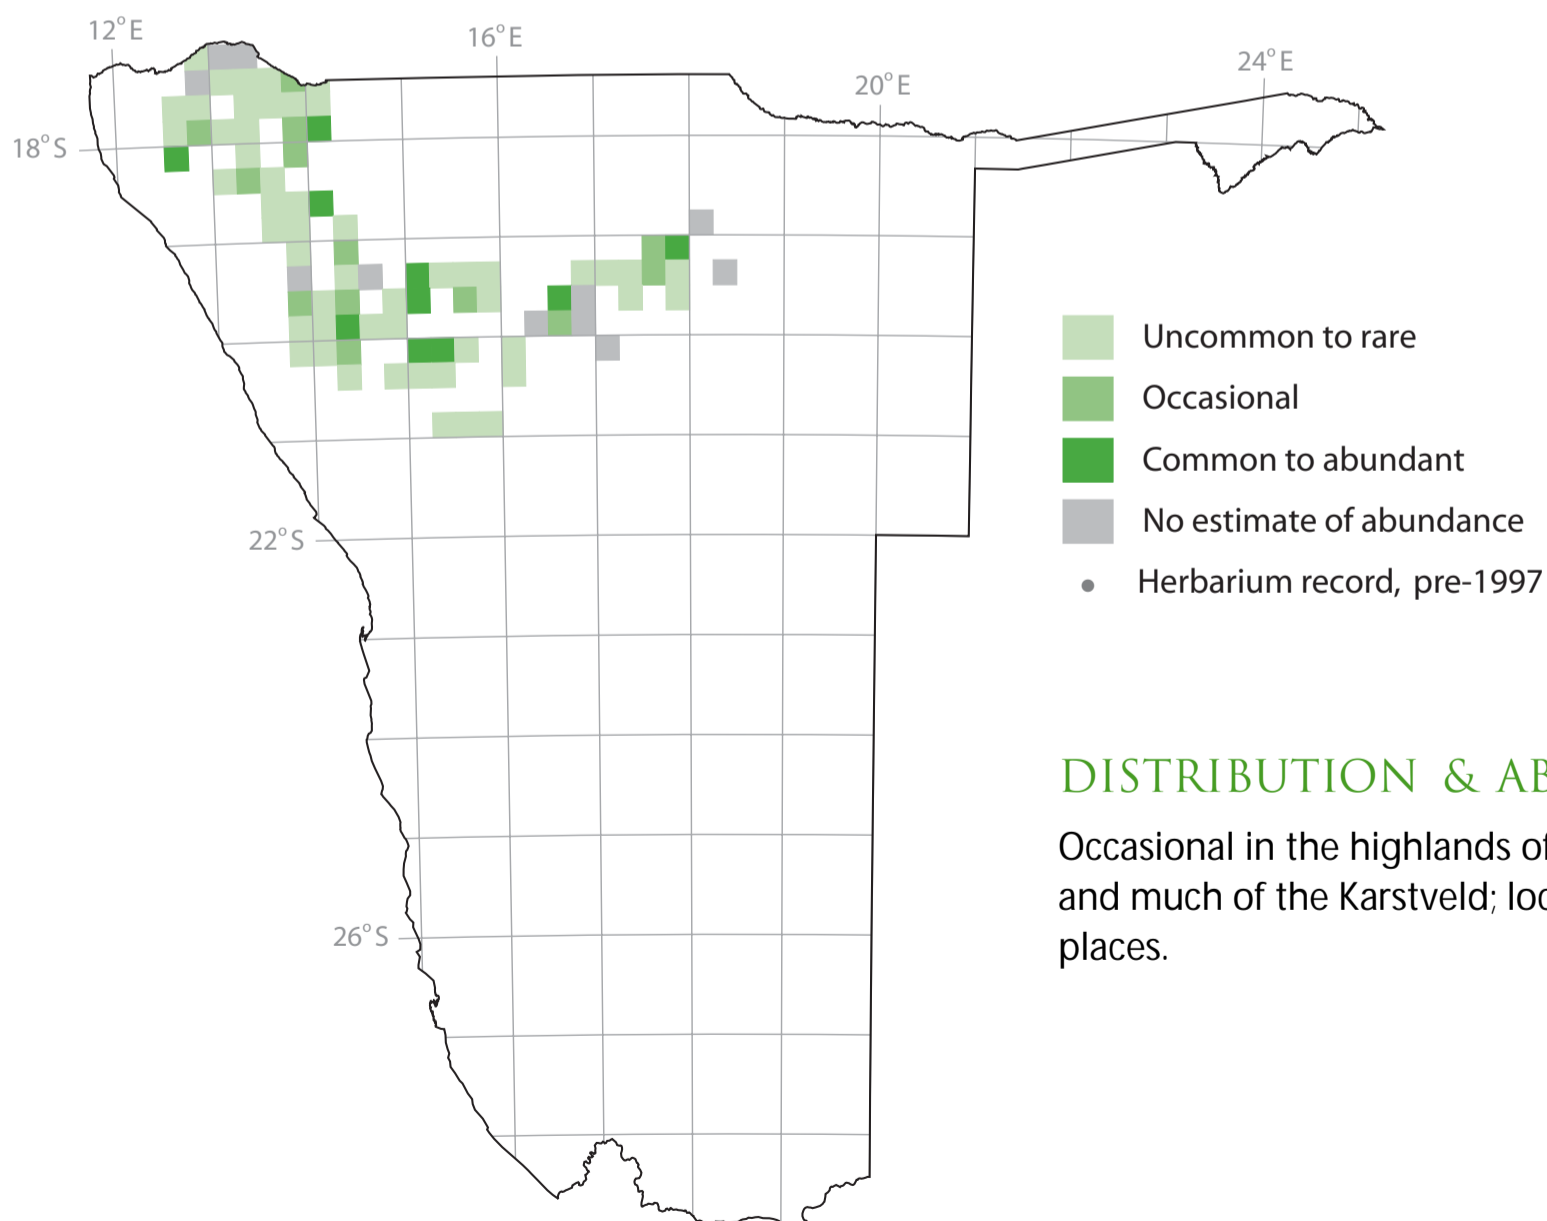 12°E
16°E
20°E
24°E
18°S
22°S
26°S
Uncommon to rare
Occasional
Common to abundant
No estimate of abundance
Herbarium record, pre-1997
DISTRIBUTION & AB
Occasional in the highlands of
and much of the Karstveld; loc
places.